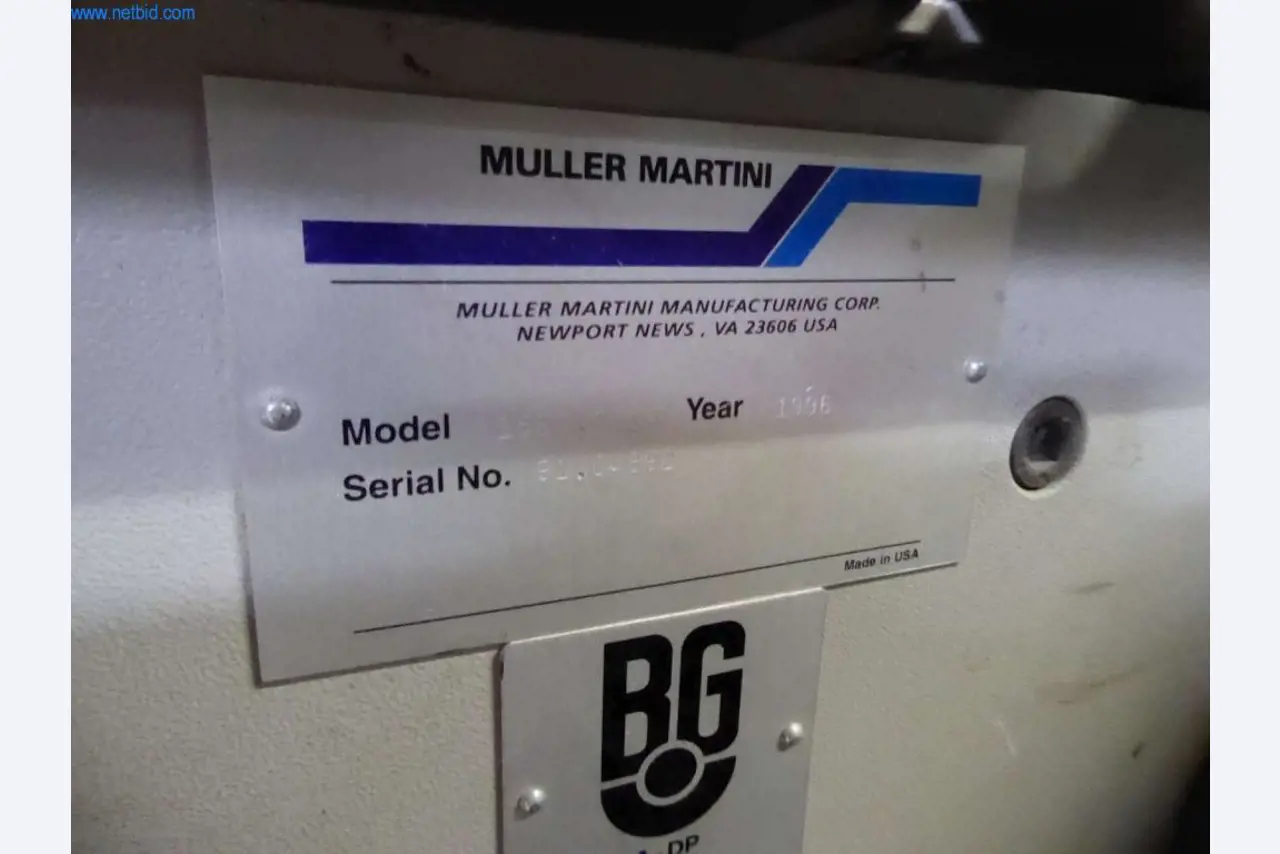 www.netbid.com
MULLER MARTINI
MULLER MARTINI MANUFACTURING CORP.
NEWPORT NEWS , VA 23606 USA
Model
Year 1996
Serial No.
Made in USA
BG